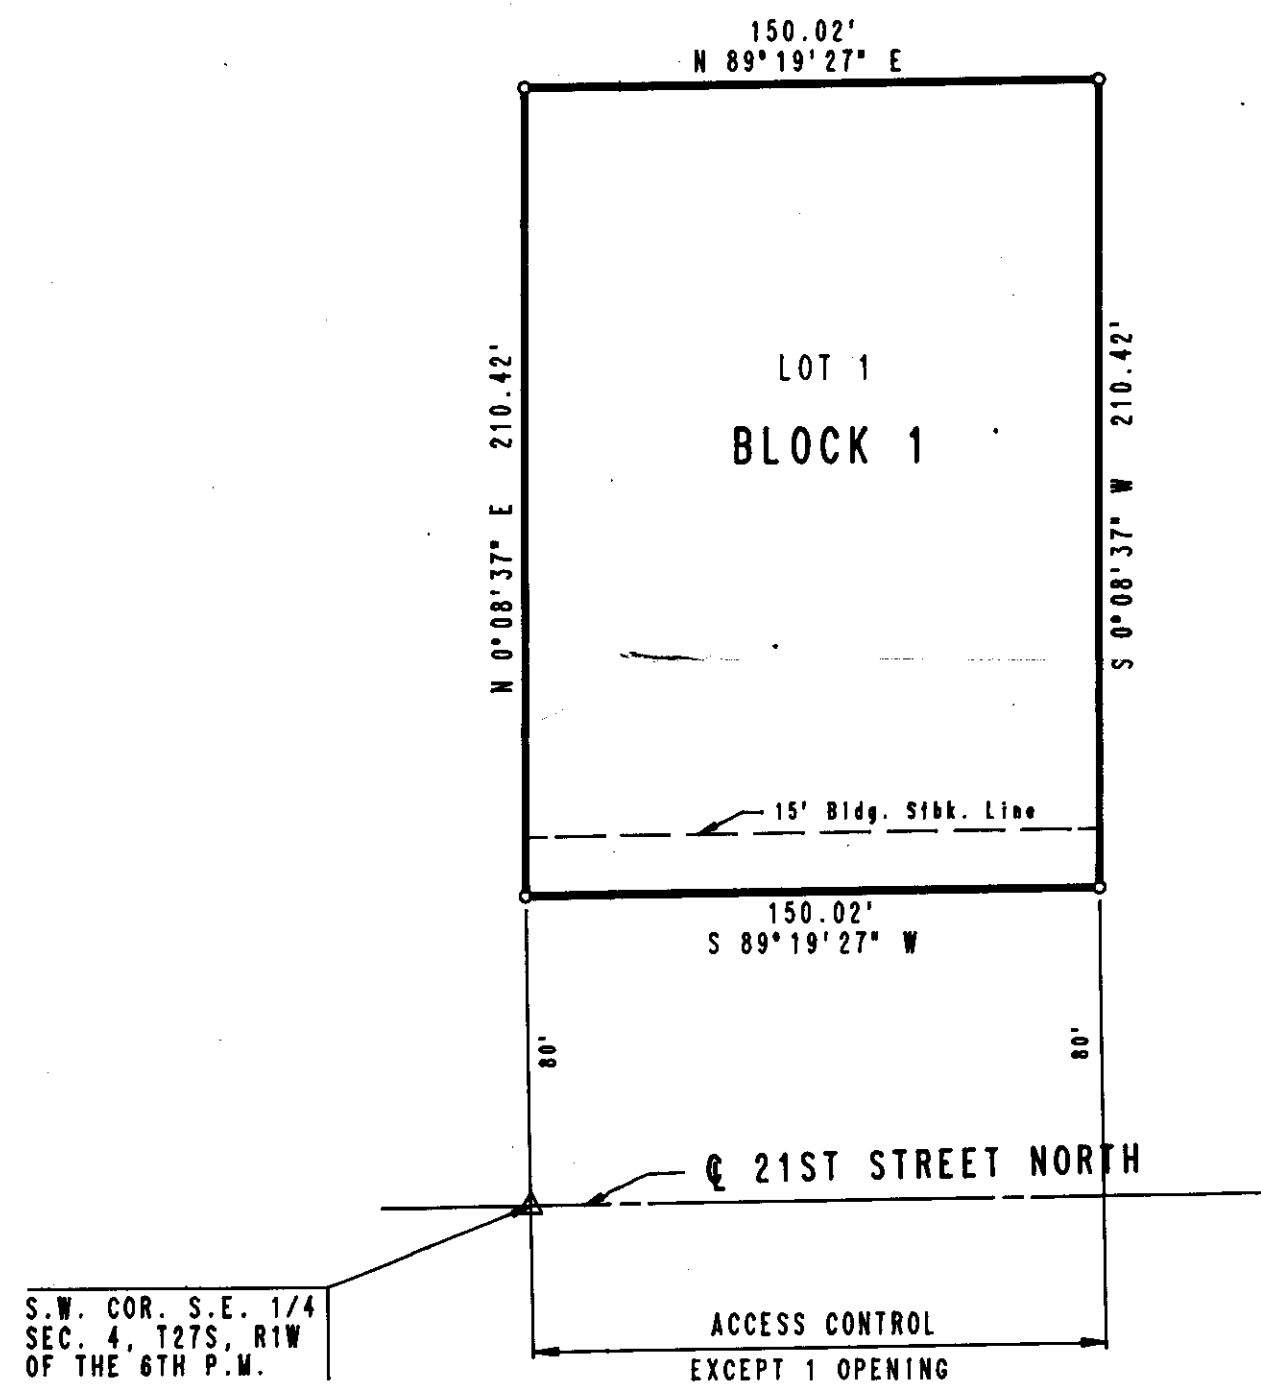 150.02'
N 89°19'27" E
N 0°08'37" E 210.42'
S 0°08'37" W 210.42'
LOT 1
BLOCK 1
15' Bldg. Stbk. Line
150.02'
S 89°19'27" W
80'
80'
℄ 21ST STREET NORTH
S.W. COR. S.E. 1/4
SEC. 4, T27S, R1W
OF THE 6TH P.M.
ACCESS CONTROL
EXCEPT 1 OPENING